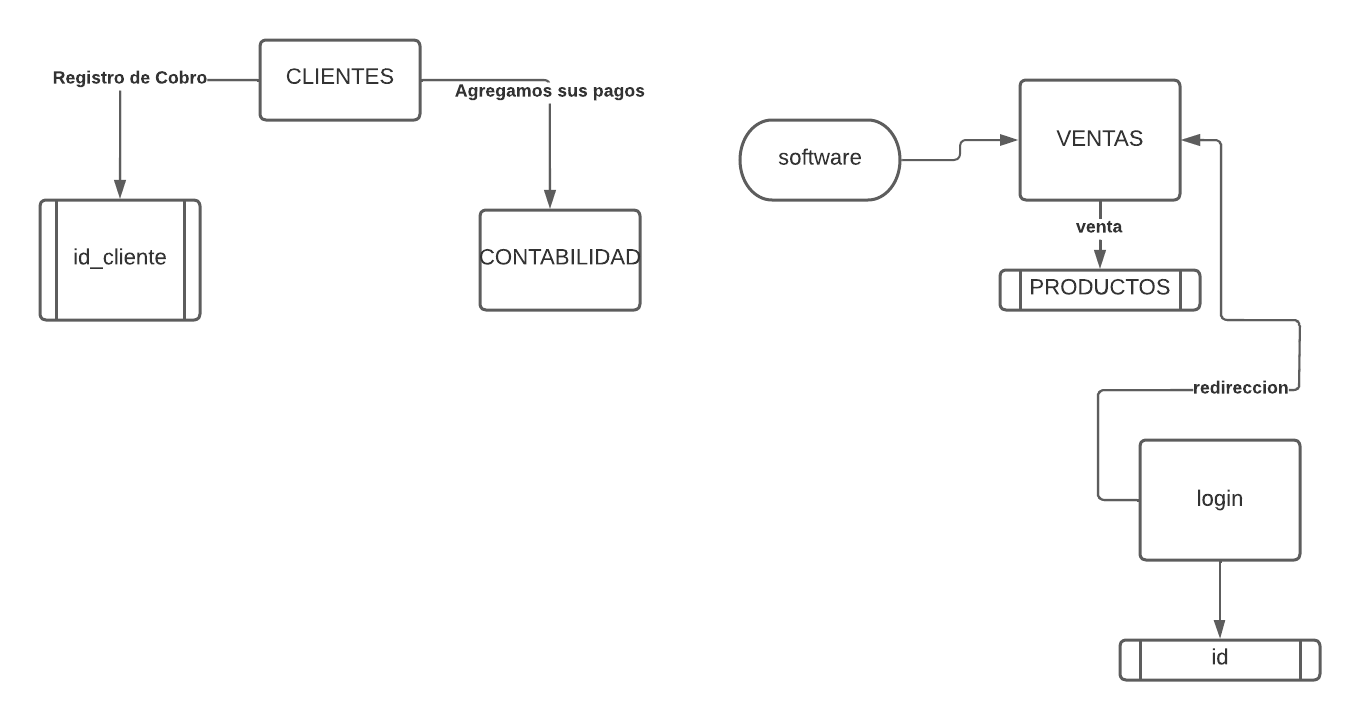 CLIENTES
Registro de Cobro
Agregamos sus pagos
id_cliente
CONTABILIDAD
software
VENTAS
venta
PRODUCTOS
redireccion
login
id